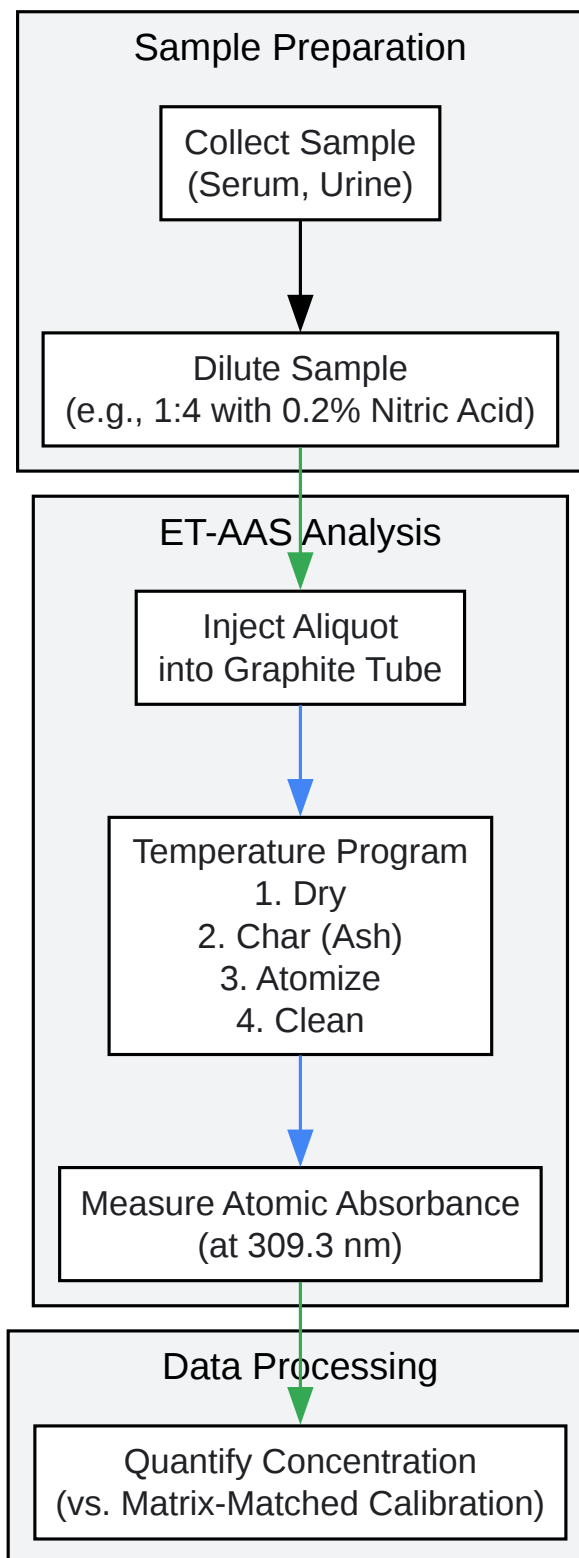 Sample Preparation
Collect Sample
(Serum, Urine)
Dilute Sample
(e.g., 1:4 with 0.2% Nitric Acid)
ET-AAS Analysis
Inject Aliquot
into Graphite Tube
Temperature Program
1. Dry
2. Char (Ash)
3. Atomize
4. Clean
Measure Atomic Absorbance
(at 309.3 nm)
Data Processing
Quantify Concentration
(vs. Matrix-Matched Calibration)